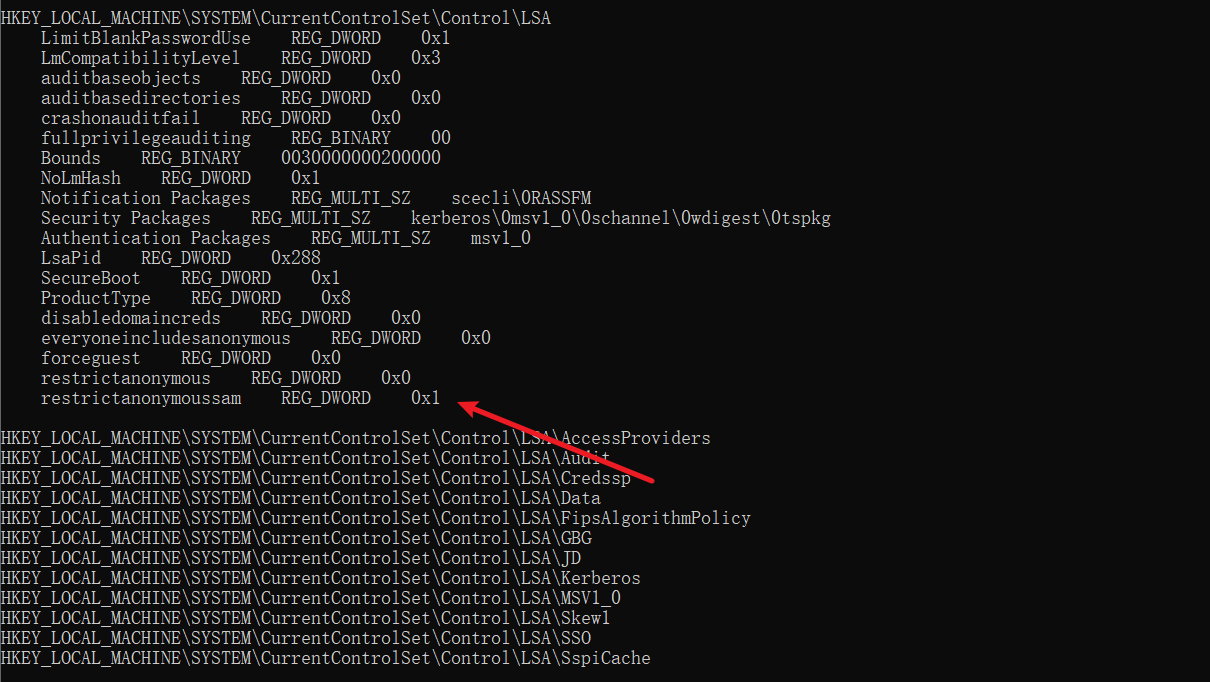 HKEY_LOCAL_MACHINE\SYSTEM\CurrentControlSet\Control\LSA
LimitBlankPasswordUse    REG_DWORD    0x1
LmCompatibilityLevel    REG_DWORD    0x3
auditbaseobjects    REG_DWORD    0x0
auditbasedirectories    REG_DWORD    0x0
crashonauditfail    REG_DWORD    0x0
fullprivilegeauditing    REG_BINARY    00
Bounds    REG_BINARY    0030000000200000
NoLmHash    REG_DWORD    0x1
Notification Packages    REG_MULTI_SZ    scecli\0RASSFM
Security Packages    REG_MULTI_SZ    kerberos\0msv1_0\0schannel\0wdigest\0tspkg
Authentication Packages    REG_MULTI_SZ    msv1_0
LsaPid    REG_DWORD    0x288
SecureBoot    REG_DWORD    0x1
ProductType    REG_DWORD    0x8
disabledomaincreds    REG_DWORD    0x0
everyoneincludesanonymous    REG_DWORD    0x0
forceguest    REG_DWORD    0x0
restrictanonymous    REG_DWORD    0x0
restrictanonymoussam    REG_DWORD    0x1
HKEY_LOCAL_MACHINE\SYSTEM\CurrentControlSet\Control\LSA\AccessProviders
HKEY_LOCAL_MACHINE\SYSTEM\CurrentControlSet\Control\LSA\Audit
HKEY_LOCAL_MACHINE\SYSTEM\CurrentControlSet\Control\LSA\Credssp
HKEY_LOCAL_MACHINE\SYSTEM\CurrentControlSet\Control\LSA\Data
HKEY_LOCAL_MACHINE\SYSTEM\CurrentControlSet\Control\LSA\FipsAlgorithmPolicy
HKEY_LOCAL_MACHINE\SYSTEM\CurrentControlSet\Control\LSA\GBG
HKEY_LOCAL_MACHINE\SYSTEM\CurrentControlSet\Control\LSA\JD
HKEY_LOCAL_MACHINE\SYSTEM\CurrentControlSet\Control\LSA\Kerberos
HKEY_LOCAL_MACHINE\SYSTEM\CurrentControlSet\Control\LSA\MSV1_0
HKEY_LOCAL_MACHINE\SYSTEM\CurrentControlSet\Control\LSA\Skew1
HKEY_LOCAL_MACHINE\SYSTEM\CurrentControlSet\Control\LSA\SSO
HKEY_LOCAL_MACHINE\SYSTEM\CurrentControlSet\Control\LSA\SspiCache